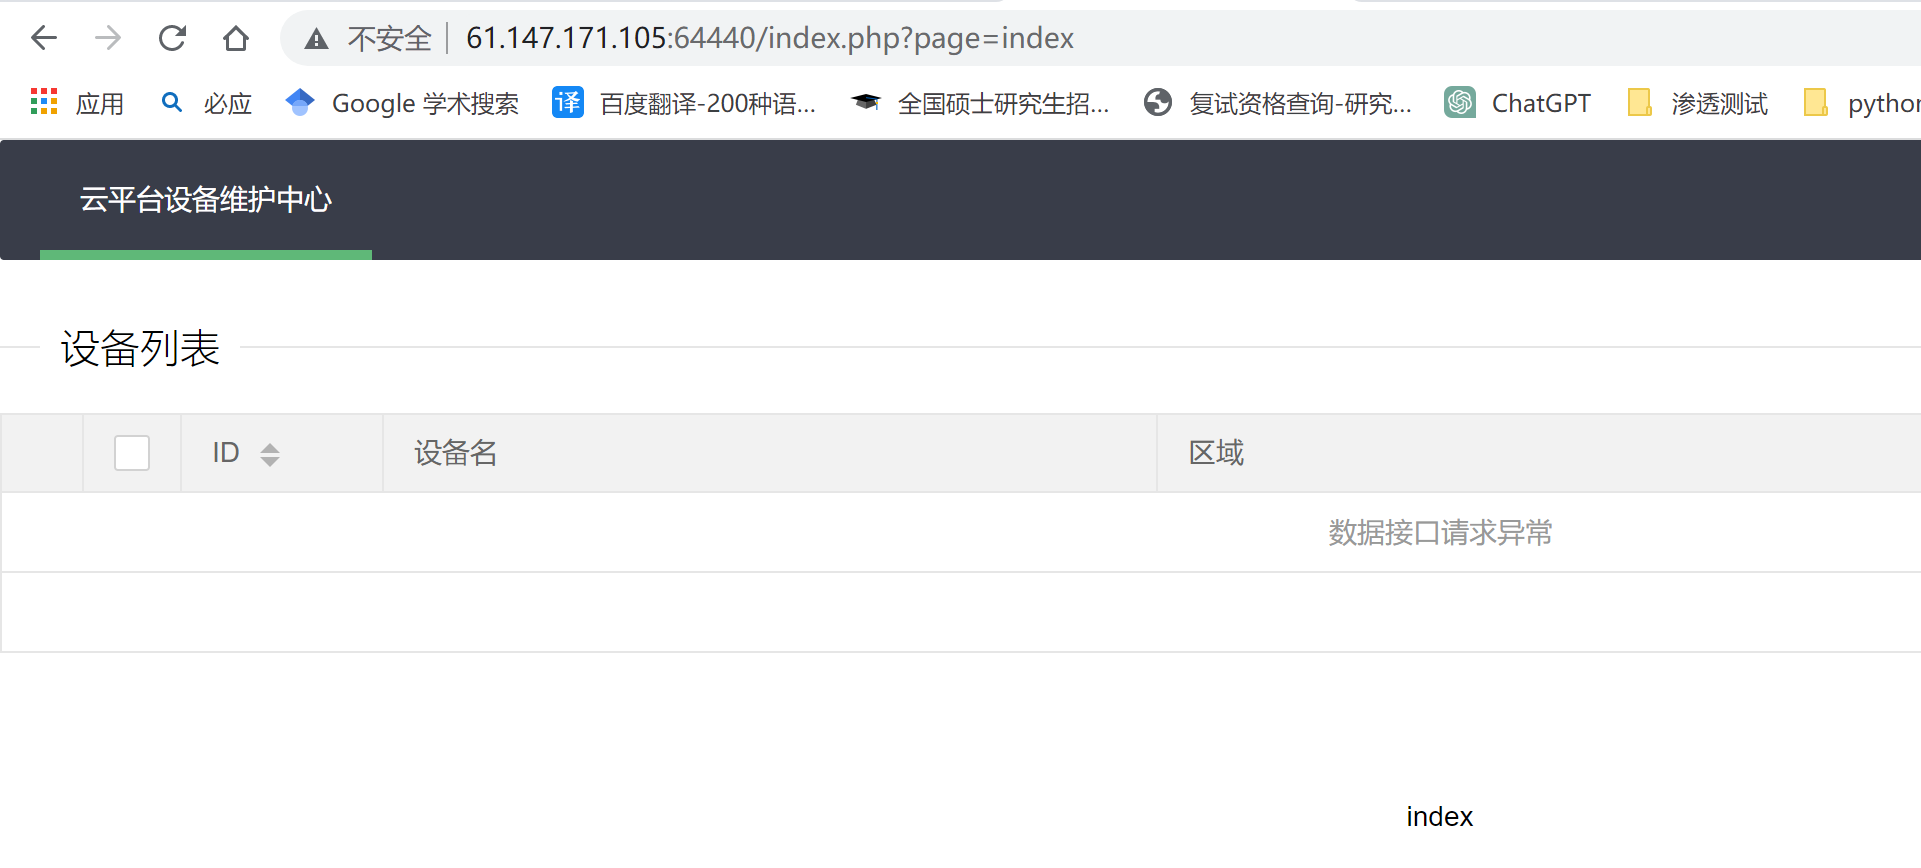 不安全 61.147.171.105:64440/index.php?page=index
应用 必应 Google 学术搜索 译 百度翻译-200种语... 全国硕士研究生招... 复试资格查询-研究... ChatGPT 渗透测试 python
云平台设备维护中心
设备列表
ID 设备名 区域
数据接口请求异常
index